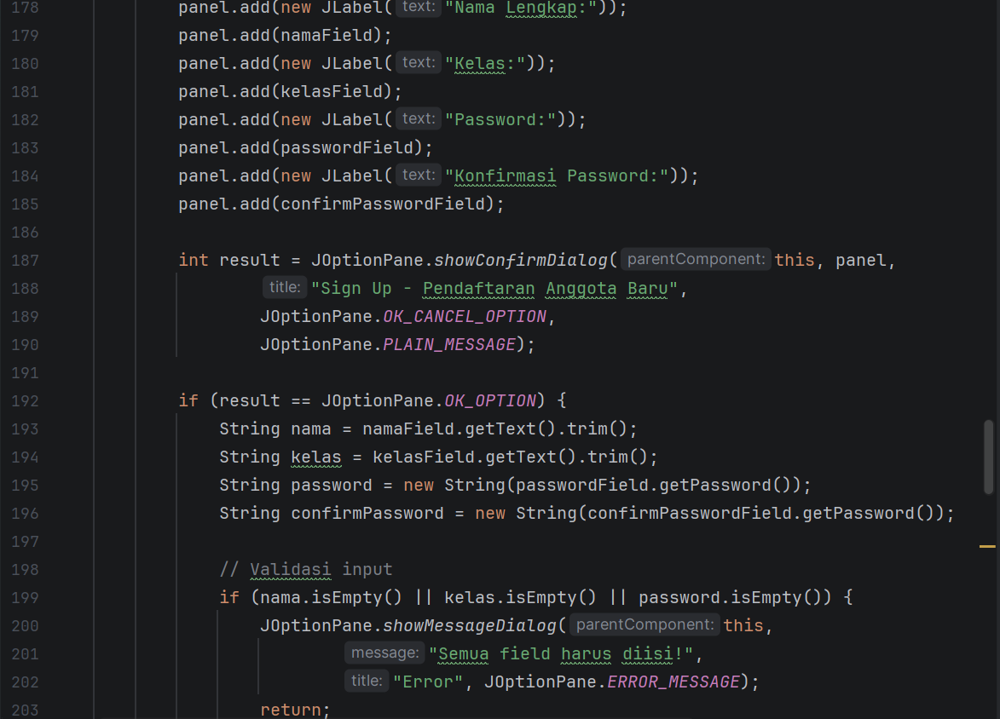 178 panel.add(new JLabel( text: "Nama Lengkap:"));
179 panel.add(namaField);
180 panel.add(new JLabel( text: "Kelas:"));
181 panel.add(kelasField);
182 panel.add(new JLabel( text: "Password:"));
183 panel.add(passwordField);
184 panel.add(new JLabel( text: "Konfirmasi Password:"));
185 panel.add(confirmPasswordField);
186
187 int result = JOptionPane.showConfirmDialog( parentComponent: this, panel,
188 title: "Sign Up - Pendaftaran Anggota Baru",
189 JOptionPane.OK_CANCEL_OPTION,
190 JOptionPane.PLAIN_MESSAGE);
191
192 if (result == JOptionPane.OK_OPTION) {
193 String nama = namaField.getText().trim();
194 String kelas = kelasField.getText().trim();
195 String password = new String(passwordField.getPassword());
196 String confirmPassword = new String(confirmPasswordField.getPassword());
197
198 // Validasi input
199 if (nama.isEmpty() || kelas.isEmpty() || password.isEmpty()) {
200 JOptionPane.showMessageDialog( parentComponent: this,
201 message: "Semua field harus diisi!",
202 title: "Error", JOptionPane.ERROR_MESSAGE);
203 return;